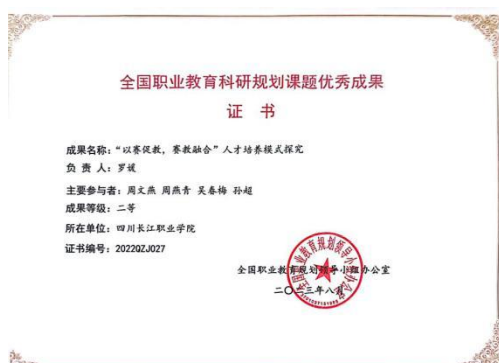 全国职业教育科研规划课题优秀成果
证 书
成果名称：“以赛促教，赛教融合”人才培养模式探究
负 责 人：罗媛
主要参与者：周文燕 周燕青 吴春梅 孙超
成果等级：二等
所在单位：四川长江职业学院
证书编号：2022QZJ027
全国职业教育规划领导小组办公室
二〇二三年八月